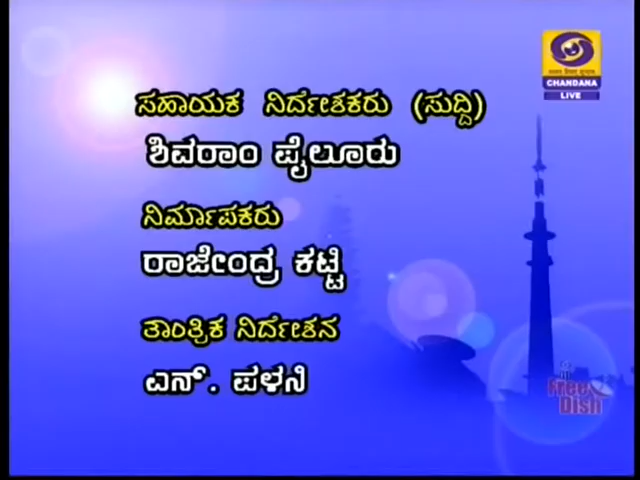 ಸಹಾಯಕ ನಿರ್ದೇಶಕರು (ಸುದ್ದಿ)
ಶಿವರಾಂ ಪೈಲೂರು
ನಿರ್ಮಾಪಕರು
ರಾಜೇಂದ್ರ ಕಟ್ಟಿ
ತಾಂತ್ರಿಕ ನಿರ್ದೇಶನ
ಎನ್. ಪಳನಿ
CHANDANA
LIVE
Free
Dish